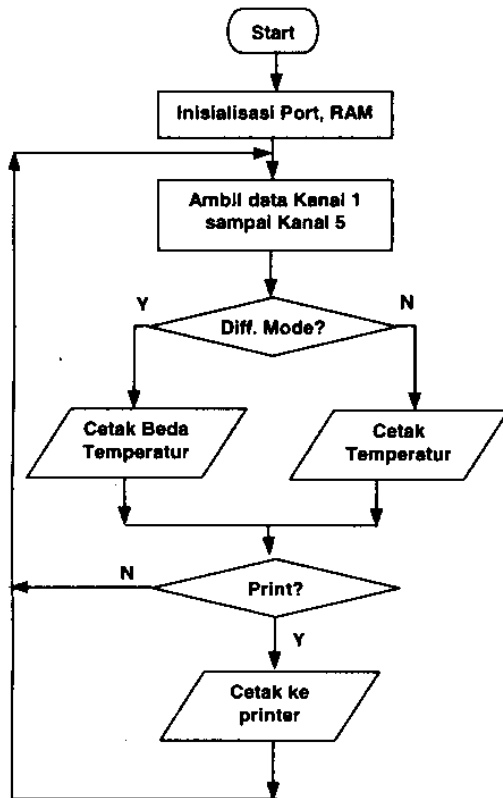 Start
Inisialisasi Port, RAM
Ambil data Kanal 1
sampai Kanal 5
Y
N
Diff. Mode?
Cetak Beda
Temperatur
Cetak
Temperatur
N
Print?
Y
Cetak ke
printer